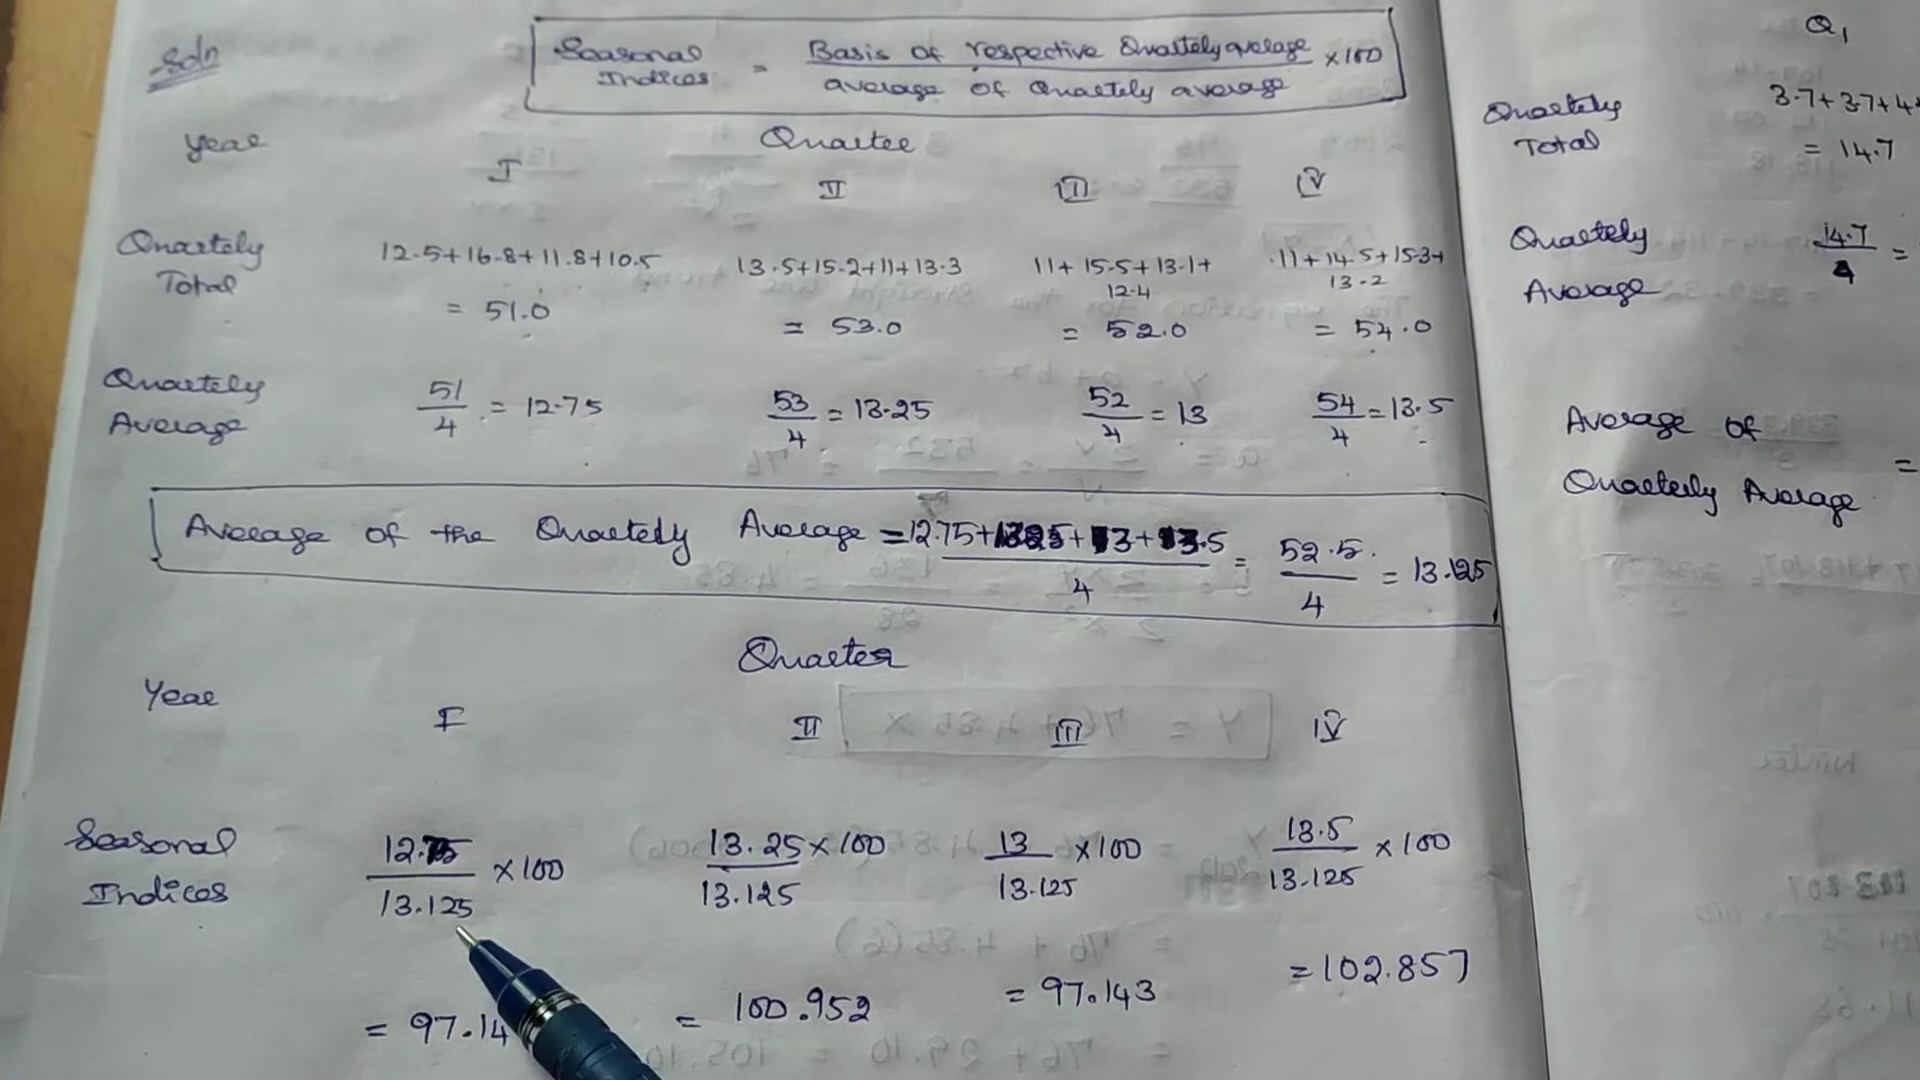 Soln
Seasonal Indices = Basis of respective Quartely average / average of Quartely average ×100
Year Quarter
I II III IV
Quartely Total 12.5+16.8+11.8+10.5 13.5+15.2+11+13.3 11+15.5+13.1+ 11+14.5+15.3+
12.4 13.2
= 51.0 = 53.0 = 52.0 = 54.0
Quartely Average 51/4 = 12.75 53/4 = 13.25 52/4 = 13 54/4 = 13.5
Average of the Quartely Average = 12.75+13.25+13+13.5 / 4 = 52.5/4 = 13.125
Quarter
Year I II III IV
Seasonal Indices 12.75/13.125 ×100 13.25×100/13.125 13/13.125 ×100 13.5/13.125 ×100
= 97.14 = 100.952 = 97.143 = 102.857
Q1
Quartely Total 3.7+3.7+4
= 14.7
Quartely Average 14.7/4 =
Average of
Quarterly Average =